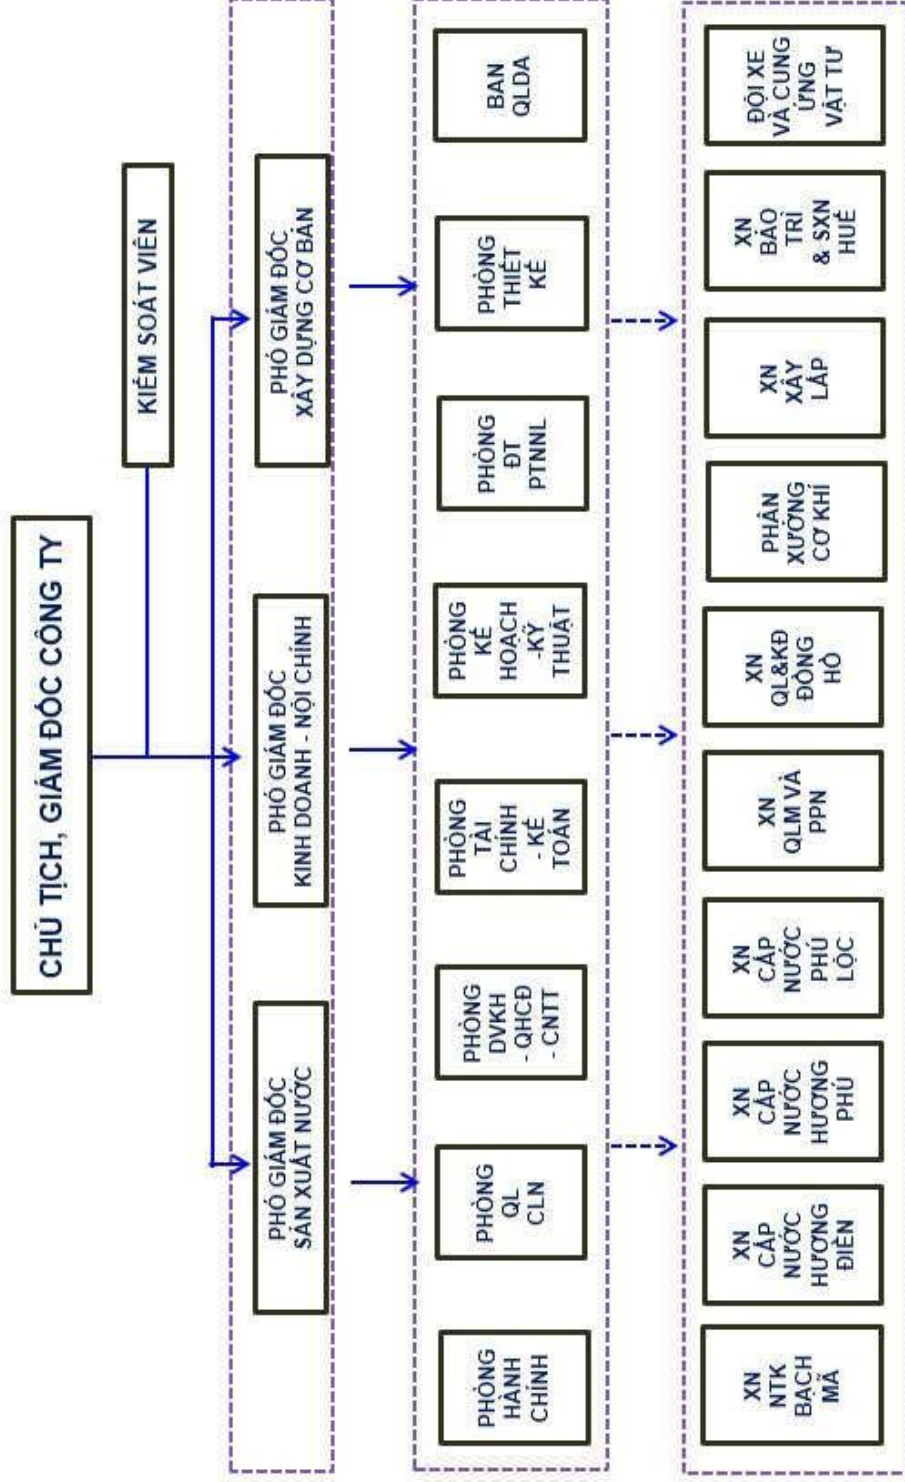 CHỦ TỊCH, GIÁM ĐỐC CÔNG TY
KIỂM SOÁT VIÊN
PHÓ GIÁM ĐỐC
SẢN XUẤT NƯỚC
PHÓ GIÁM ĐỐC
KINH DOANH - NỘI CHÍNH
PHÓ GIÁM ĐỐC
XÂY DỰNG CƠ BẢN
PHÒNG
HÀNH
CHÍNH
PHÒNG
QL
CLN
PHÒNG
DVKH
- QHCĐ
- CNTT
PHÒNG
TÀI
CHÍNH
- KẾ
TOÁN
PHÒNG
KẾ
HOẠCH
-KỸ
THUẬT
PHÒNG
ĐT
PTNNL
PHÒNG
THIẾT
KẾ
BAN
QLDA
XN
NTK
BẠCH
MÃ
XN
CẤP
NƯỚC
HƯƠNG
ĐIỀN
XN
CẤP
NƯỚC
HƯƠNG
PHÚ
XN
CẤP
NƯỚC
PHÚ
LỘC
XN
QLM VÀ
PPN
XN
QL&KĐ
ĐỒNG
HỒ
PHÂN
XƯỞNG
CƠ KHÍ
XN
XÂY
LẮP
XN
BẢO
TRÌ
& SXN
HUẾ
ĐỘI XE
VÀ CUNG
ỨNG
VẬT TƯ